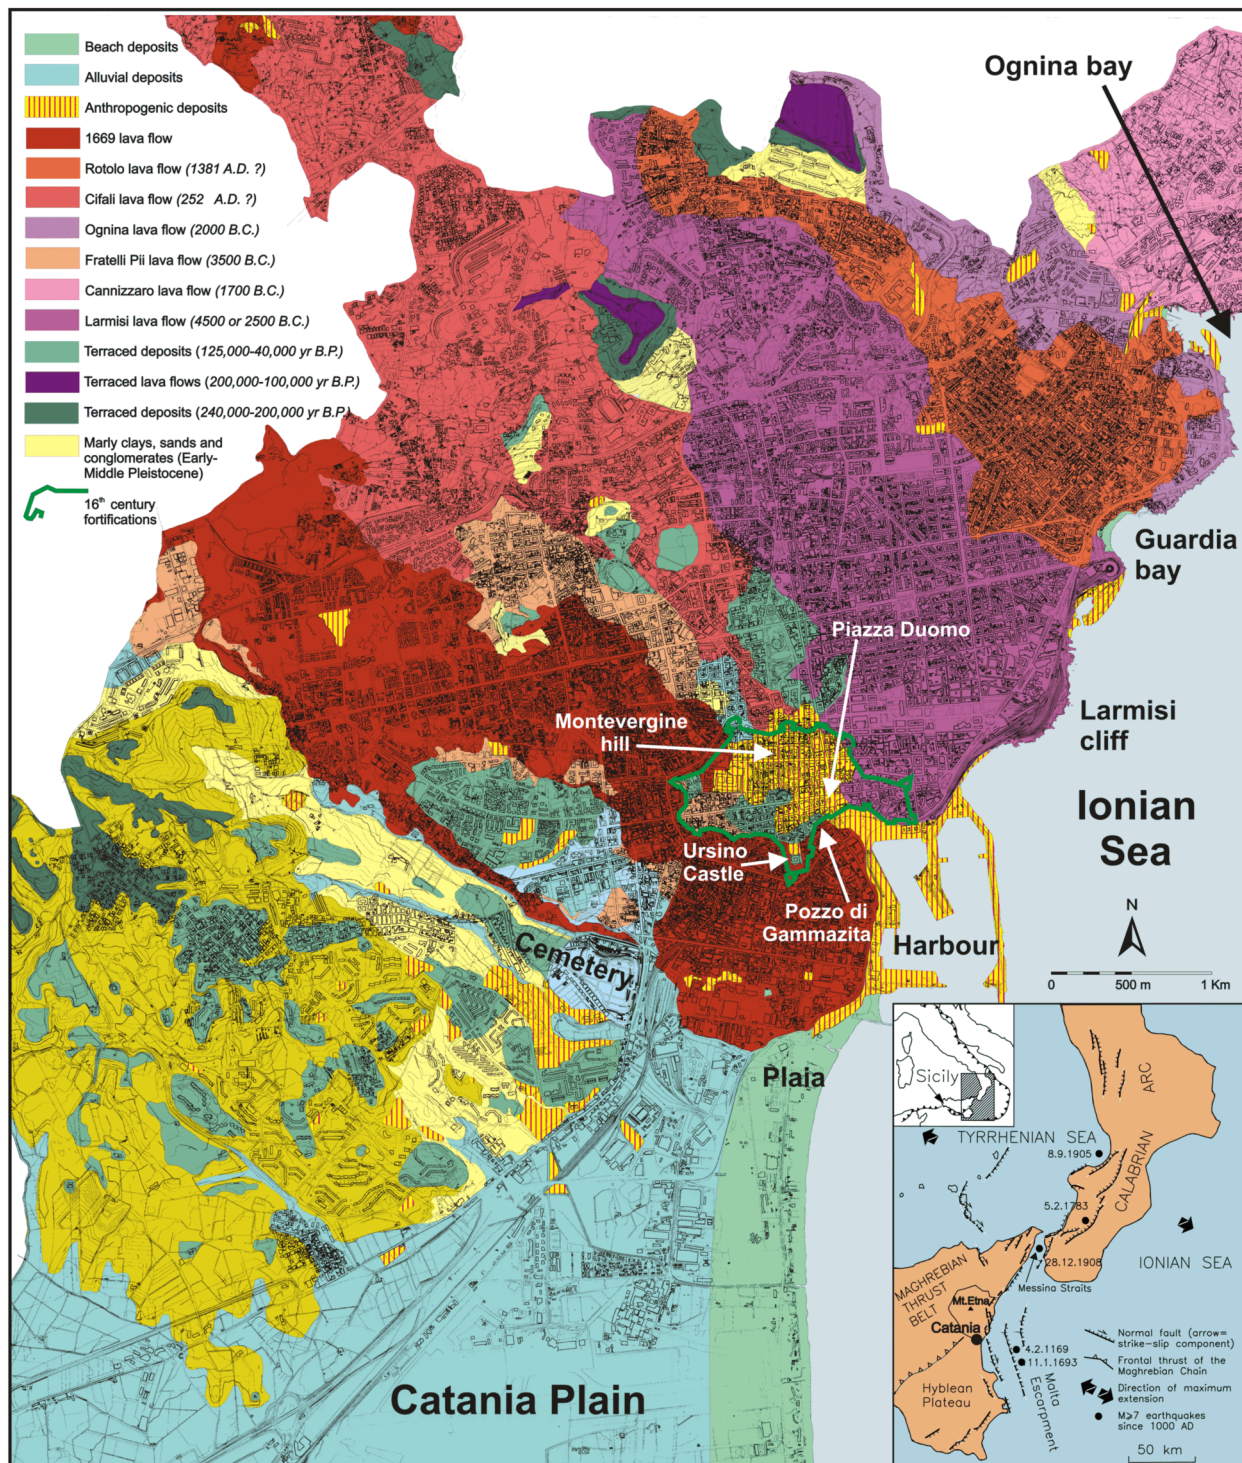 Beach deposits
Alluvial deposits
Anthropogenic deposits
1669 lava flow
Rotolo lava flow (1381 A.D. ?)
Cifali lava flow (252 A.D. ?)
Ognina lava flow (2000 B.C.)
Fratelli Pii lava flow (3500 B.C.)
Cannizzaro lava flow (1700 B.C.)
Larmisi lava flow (4500 or 2500 B.C.)
Terraced deposits (125,000-40,000 yr B.P.)
Terraced lava flows (200,000-100,000 yr B.P.)
Terraced deposits (240,000-200,000 yr B.P.)
Marly clays, sands and
conglomerates (Early-
Middle Pleistocene)
16th century
fortifications
Ognina bay
Guardia
bay
Piazza Duomo
Montevergine
hill
Larmisi
cliff
Ionian
Sea
Ursino
Castle
Pozzo di
Gammazita
Harbour
Cemetery
N
0 500 m 1 Km
Plaia
Catania Plain
Sicily
TYRRHENIAN SEA
8.9.1905
CALABRIAN
ARC
5.2.1783
28.12.1908
IONIAN SEA
Messina Straits
MAGHREBIAN
THRUST
BELT
Mt.Etna
Catania
4.2.1169
11.1.1693
Hyblean
Plateau
Malta
Escarpment
Normal fault (arrow=
strike-slip component)
Frontal thrust of the
Maghrebian Chain
Direction of maximum
extension
M⩾7 earthquakes
since 1000 AD
50 km